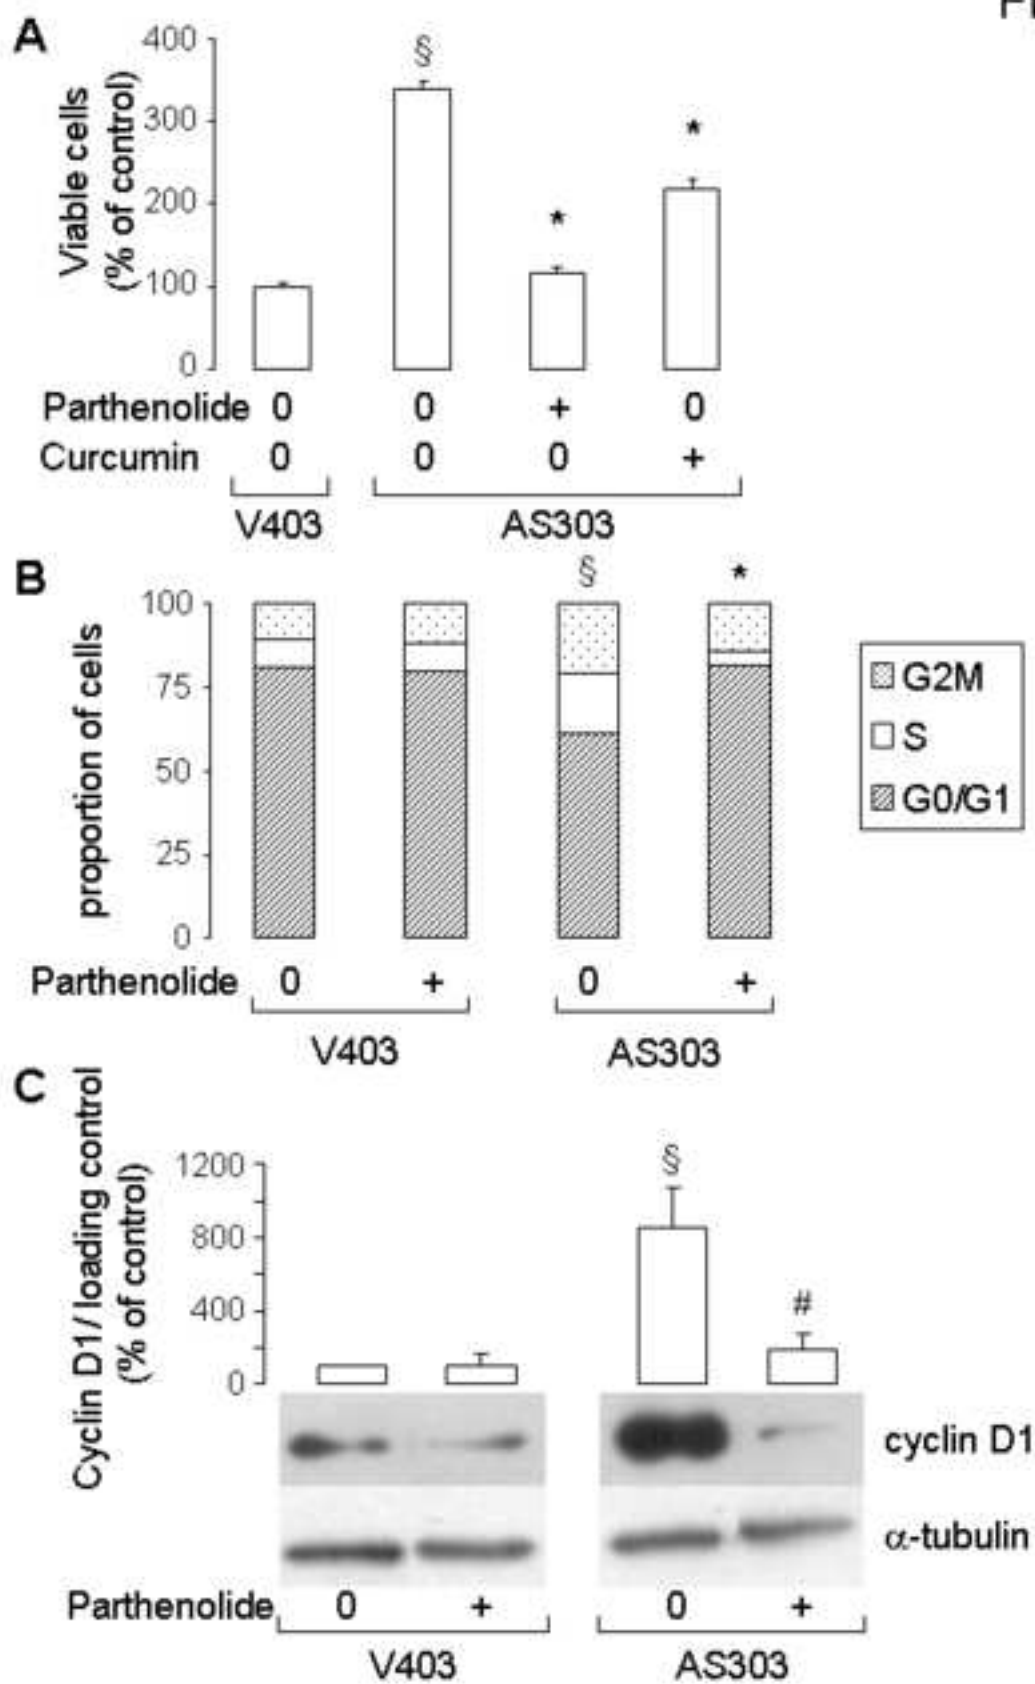 A
400
§
300
*
200
*
100
0
Viable cells
(% of control)
Parthenolide 0 0 + 0
Curcumin 0 0 0 +
V403 AS303
B
§ *
100
75
50
25
0
proportion of cells
G2M
S
G0/G1
Parthenolide 0 + 0 +
V403 AS303
C
Cyclin D1/ loading control
(% of control)
1200
§
800
400
#
0
cyclin D1
α-tubulin
Parthenolide 0 + 0 +
V403 AS303